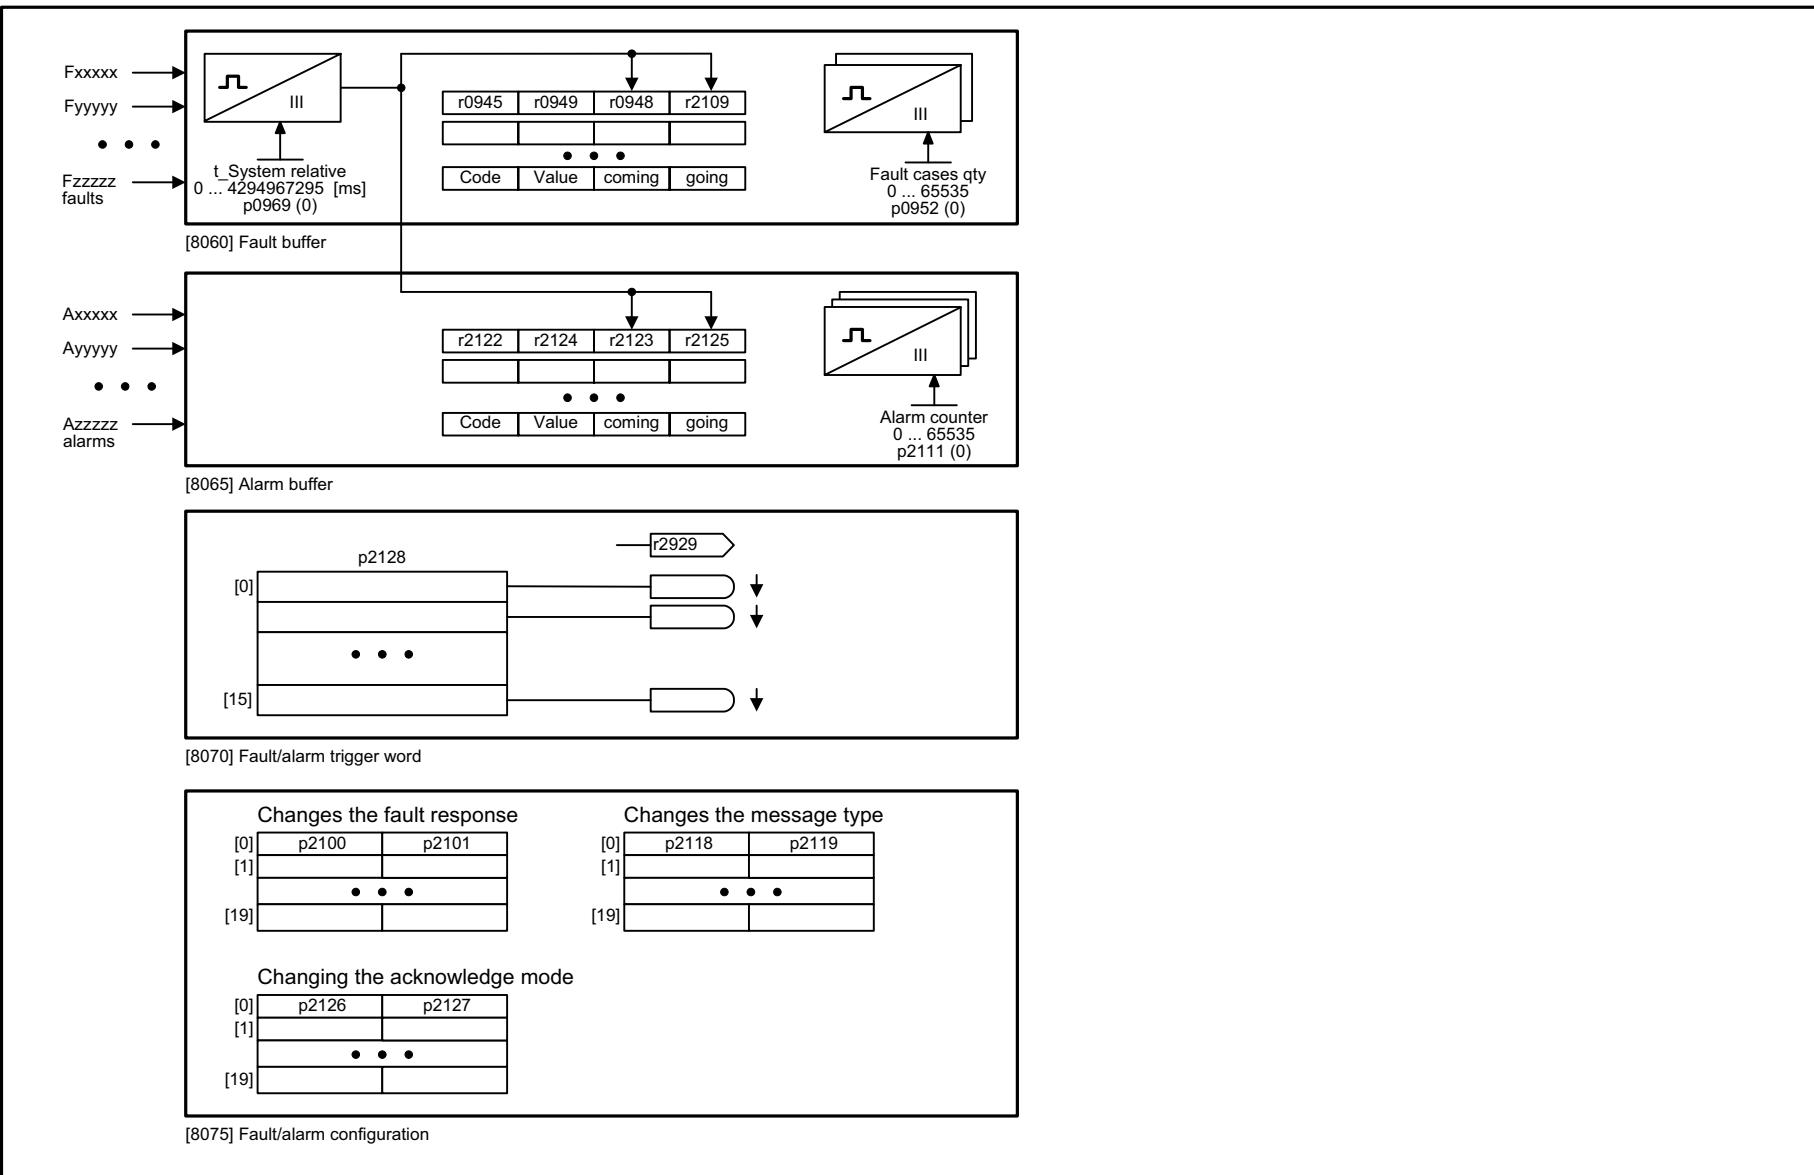 Fxxxxx
Fyyyyy
Fzzzzz
faults
III
t_System relative
0 ... 4294967295 [ms]
p0969 (0)
r0945 r0949 r0948 r2109
Code Value coming going
III
Fault cases qty
0 ... 65535
p0952 (0)
[8060] Fault buffer
Axxxxx
Ayyyyy
Azzzzz
alarms
r2122 r2124 r2123 r2125
Code Value coming going
III
Alarm counter
0 ... 65535
p2111 (0)
[8065] Alarm buffer
r2929
p2128
[0]
[15]
[8070] Fault/alarm trigger word
Changes the fault response
[0] p2100 p2101
[1]
[19]
Changes the message type
[0] p2118 p2119
[1]
[19]
Changing the acknowledge mode
[0] p2126 p2127
[1]
[19]
[8075] Fault/alarm configuration